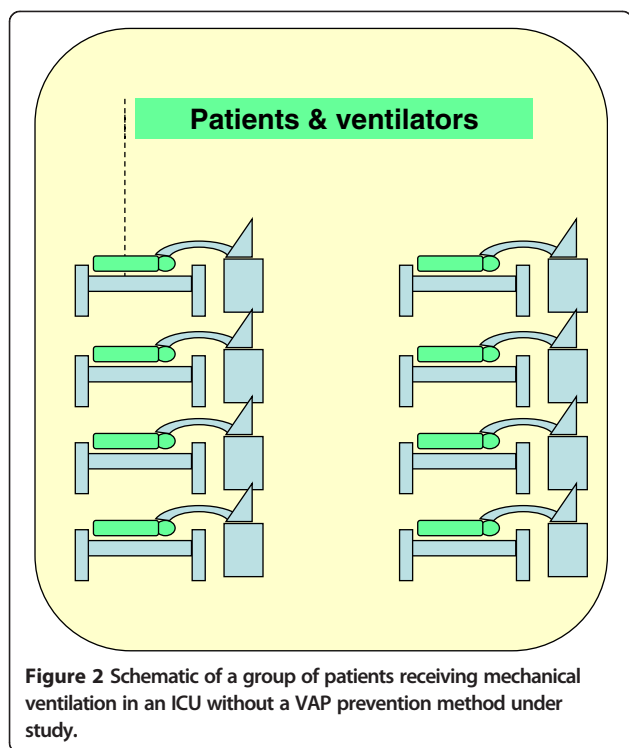 Patients & ventilators
Figure 2 Schematic of a group of patients receiving mechanical
ventilation in an ICU without a VAP prevention method under
study.